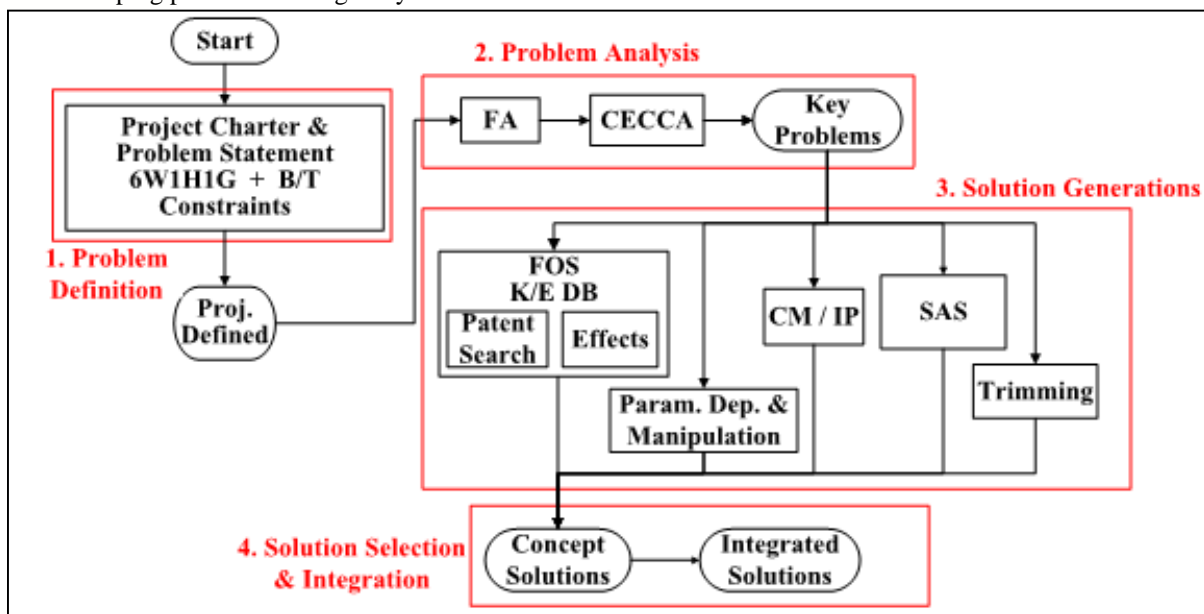 Start
2. Problem Analysis
Project Charter &
Problem Statement
6W1H1G + B/T
Constraints
FA
CECCA
Key
Problems
3. Solution Generations
1. Problem
Definition
Proj.
Defined
FOS
K/E DB
Patent
Search
Effects
CM / IP
SAS
Param. Dep. &
Manipulation
Trimming
4. Solution Selection
& Integration
Concept
Solutions
Integrated
Solutions